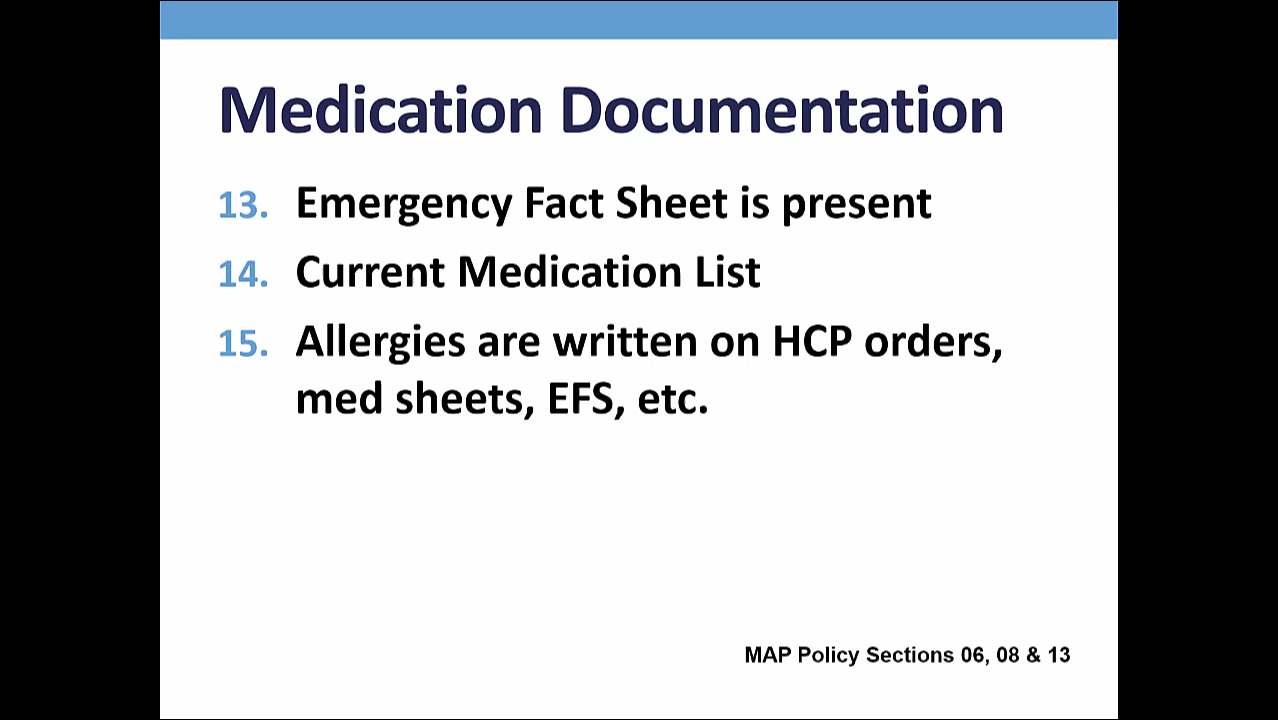 Medication Documentation
13. Emergency Fact Sheet is present
14. Current Medication List
15. Allergies are written on HCP orders,
med sheets, EFS, etc.
MAP Policy Sections 06, 08 & 13